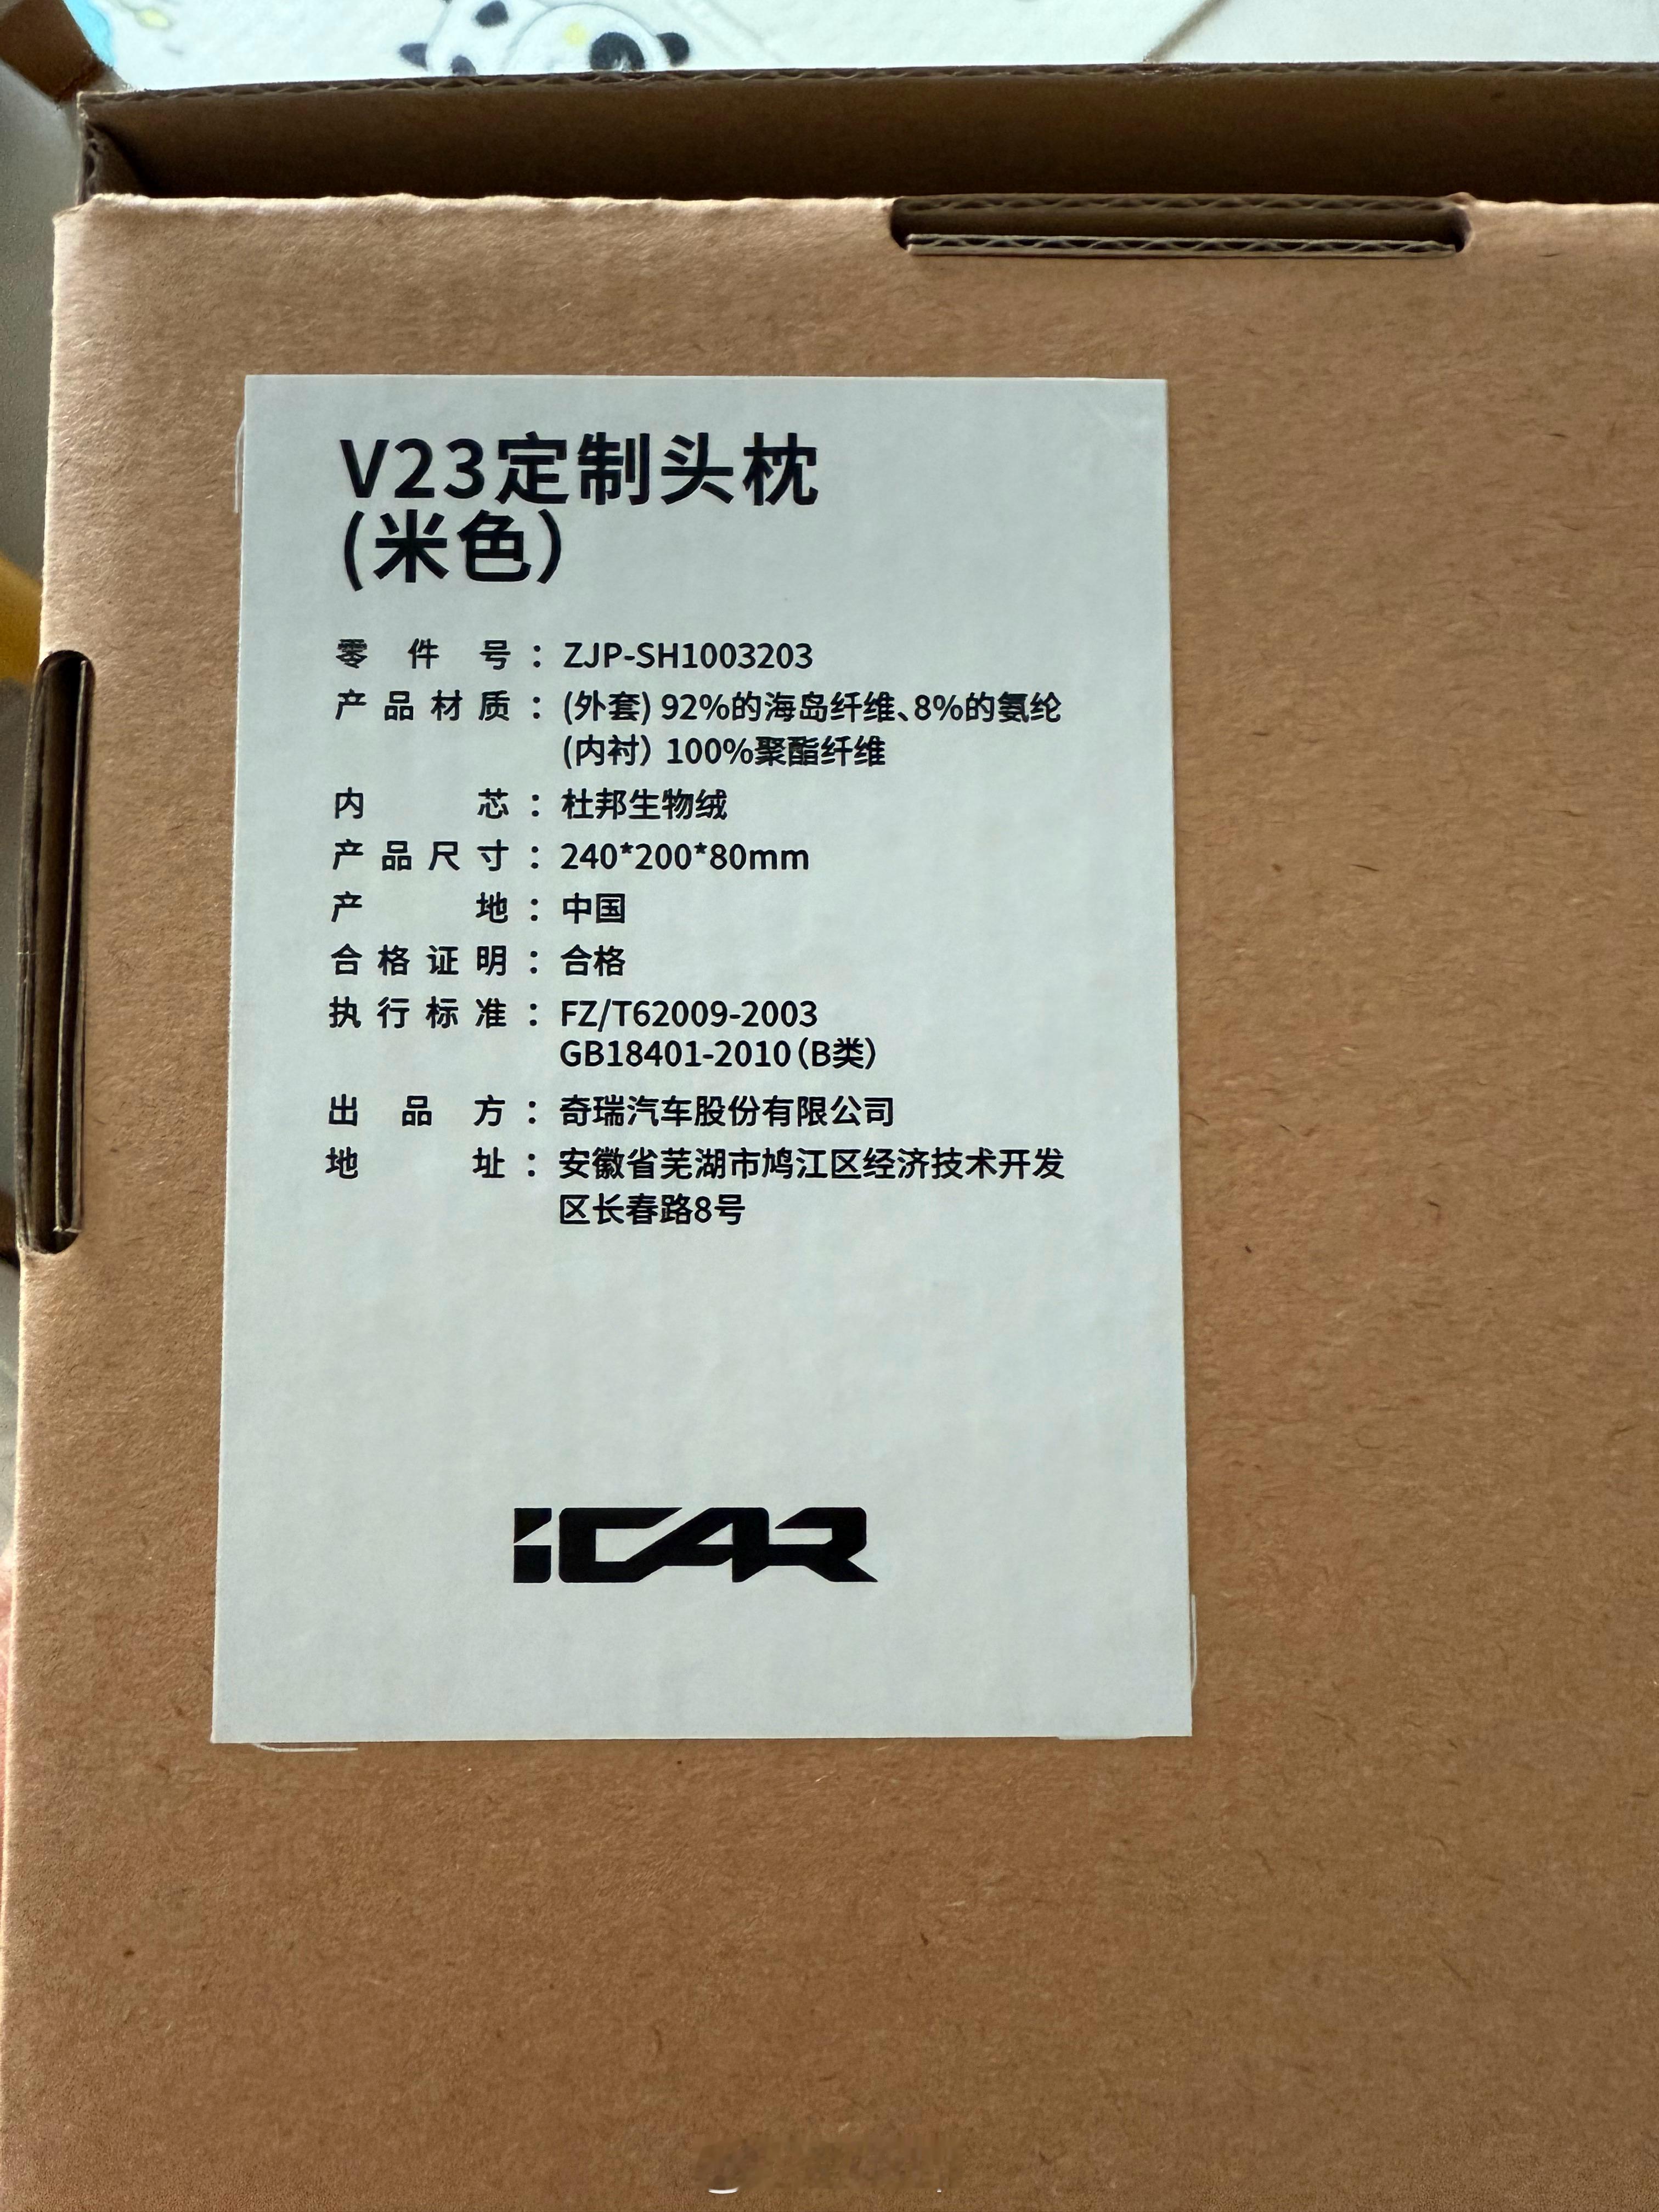 V23定制头枕
(米色)
零件号：ZJP-SH1003203
产品材质：(外套) 92%的海岛纤维、8%的氨纶
(内衬) 100%聚酯纤维
内芯：杜邦生物绒
产品尺寸：240*200*80mm
产地：中国
合格证明：合格
执行标准：FZ/T62009-2003
GB18401-2010(B类)
出品方：奇瑞汽车股份有限公司
地址：安徽省芜湖市鸠江区经济技术开发
区长春路8号
iCAR